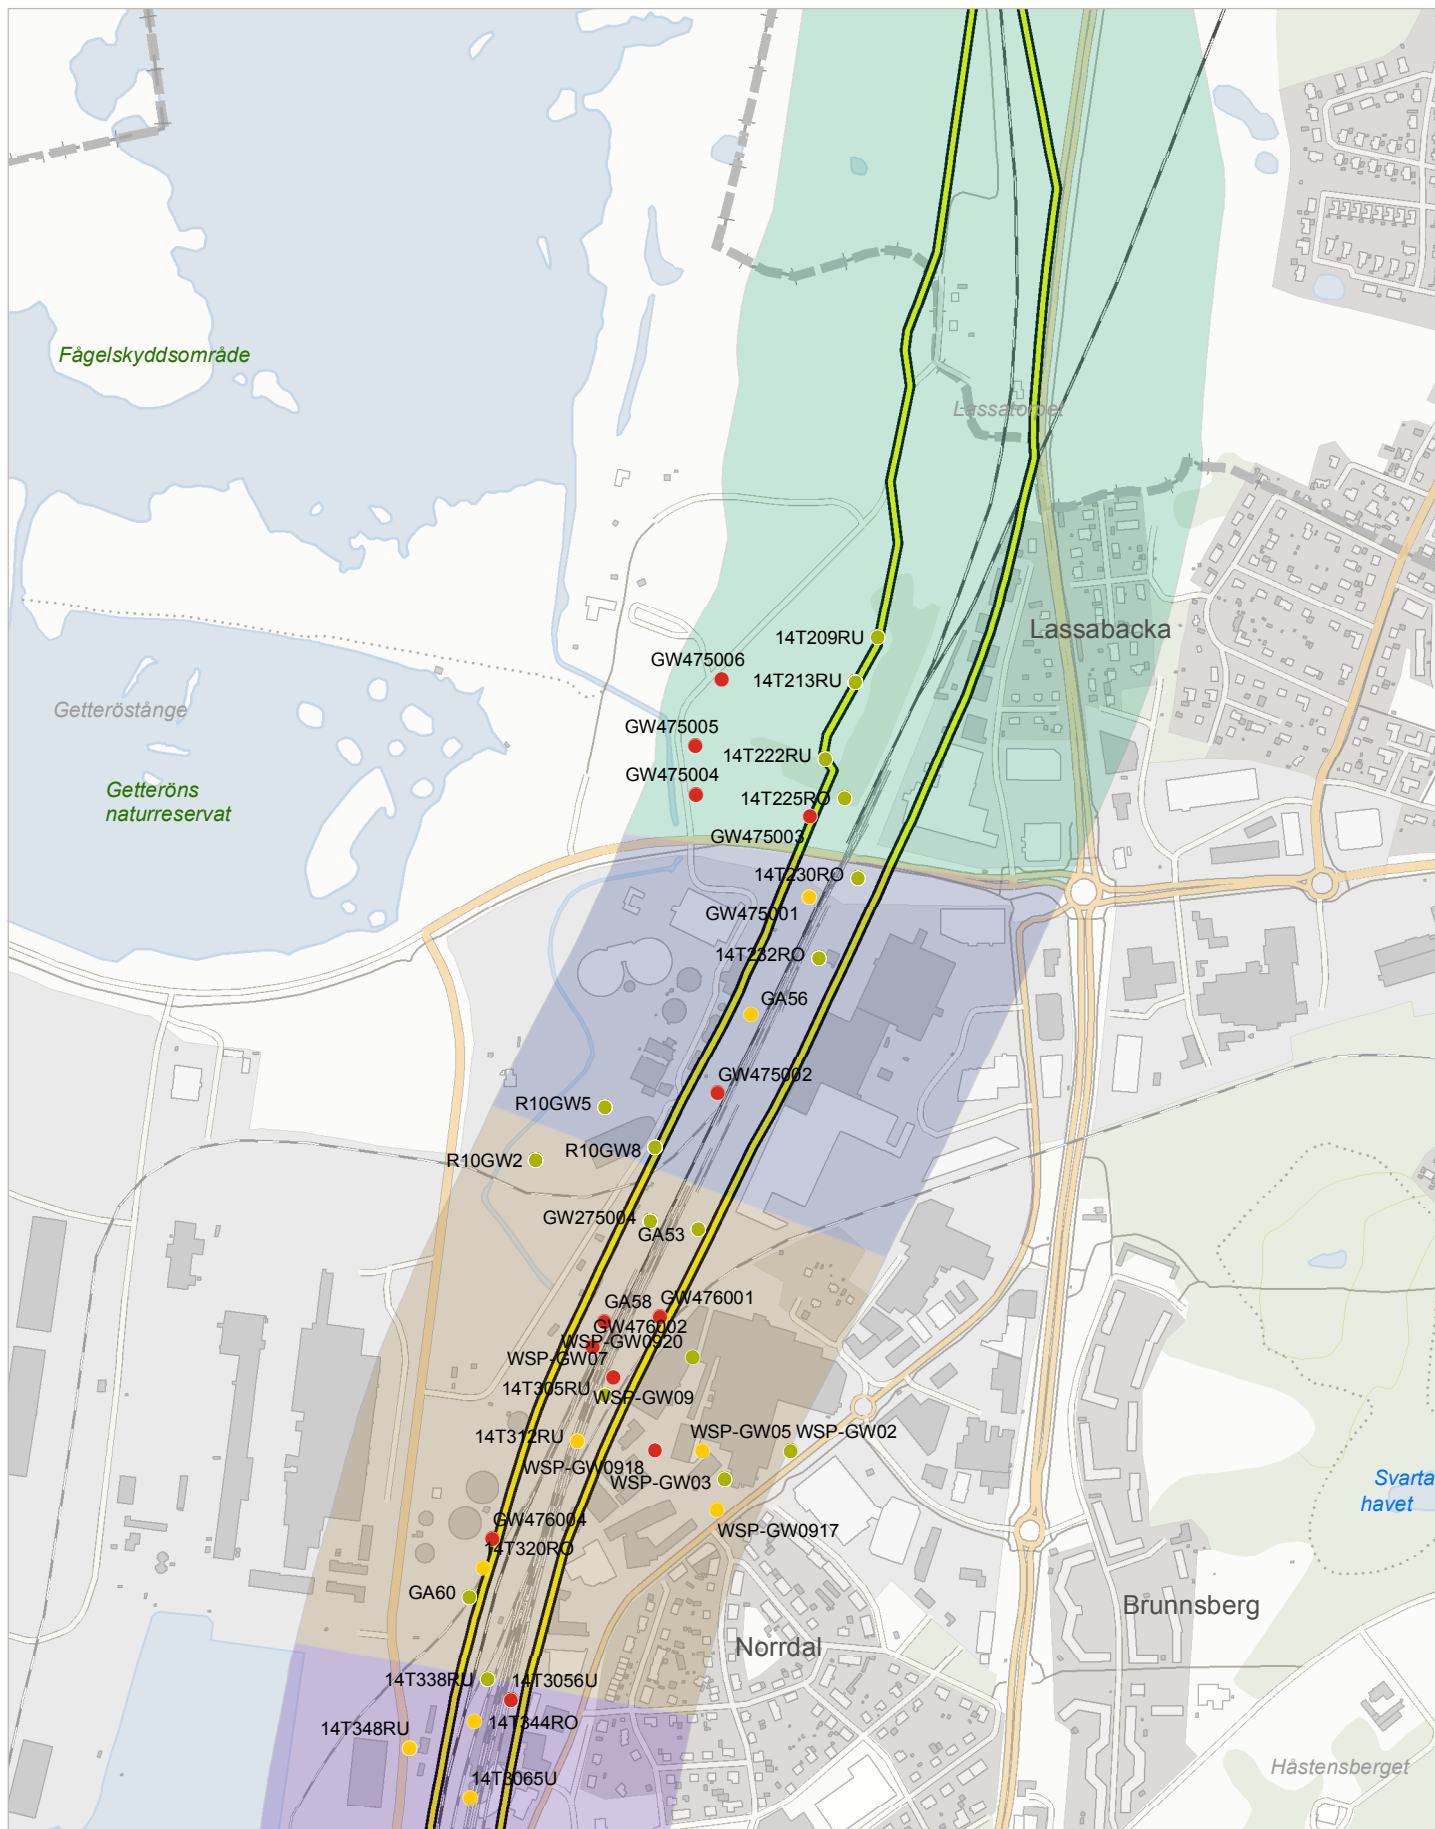 Fågelskyddsområde
Lassatorpet
14T209RU
Lassabacka
GW475006
14T213RU
Getteröstånge
GW475005
14T222RU
GW475004
Getteröns
naturreservat
14T225RO
GW475003
14T230RO
GW475001
14T232RO
GA56
GW475002
R10GW5
R10GW8
R10GW2
GW275004
GA53
GA58
GW476001
GW476002
WSP-GW0920
WSP-GW07
14T305RU
WSP-GW09
14T312RU
WSP-GW05
WSP-GW02
WSP-GW0918
WSP-GW03
Svarta
havet
GW476004
WSP-GW0917
14T320RO
GA60
Brunnsberg
Norrdal
14T338RU
14T3056U
14T344RO
14T348RU
Håstensberget
14T3065U